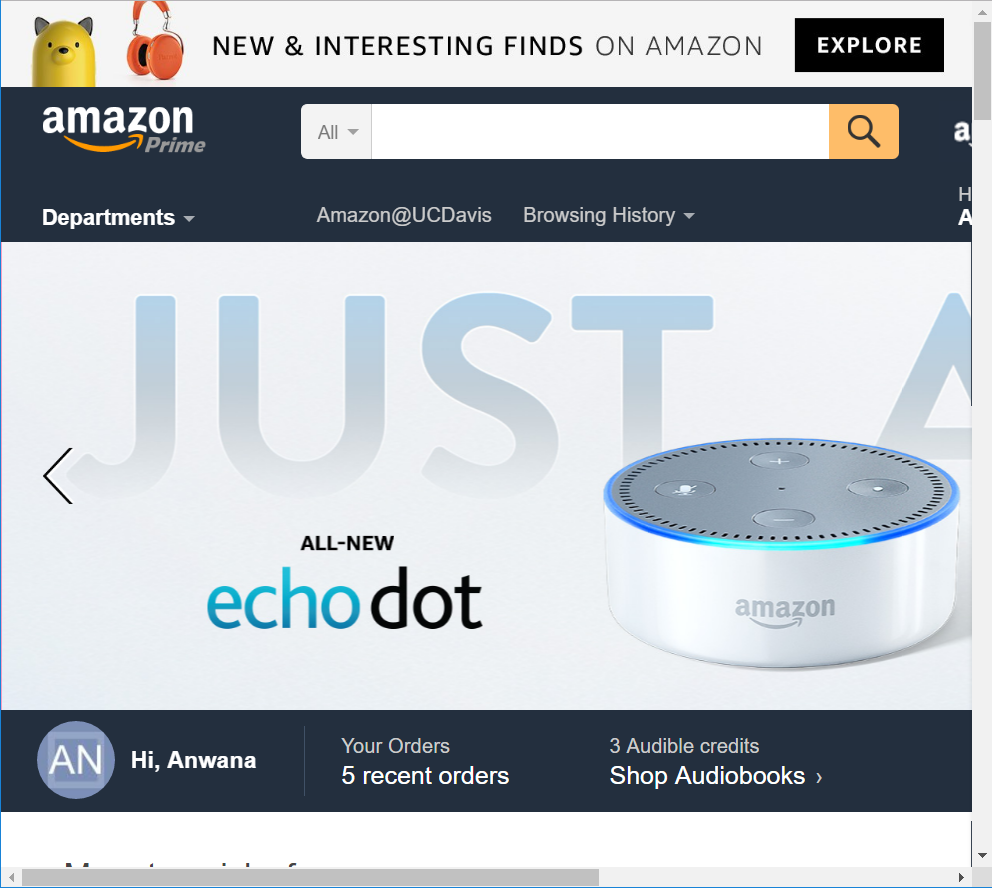 NEW & INTERESTING FINDS ON AMAZON
EXPLORE
amazon
Prime
All
a
Departments
Amazon@UCDavis
Browsing History
H
A
JUST A
ALL-NEW
echo dot
amazon
AN
Hi, Anwana
Your Orders
5 recent orders
3 Audible credits
Shop Audiobooks ›